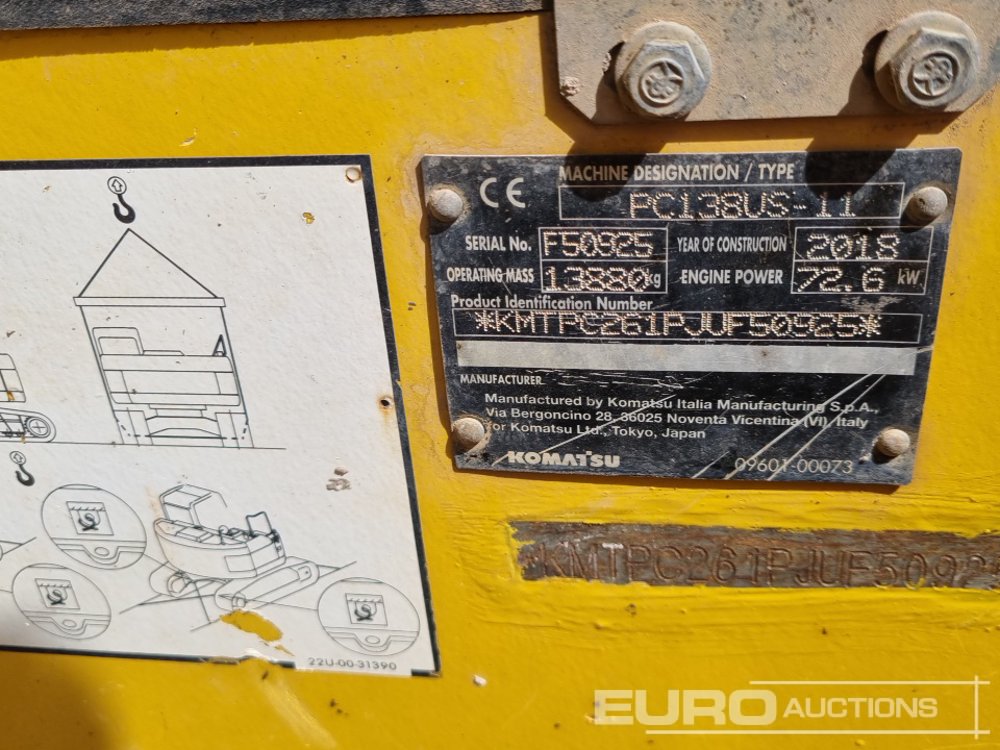 CE
MACHINE DESIGNATION / TYPE
PC138US-11
SERIAL No. F50925 YEAR OF CONSTRUCTION 2018
OPERATING MASS 13880 kg ENGINE POWER 72.6 kW
Product Identification Number
*KMTPC261PJUF50925*
MANUFACTURER
Manufactured by Komatsu Italia Manufacturing S.p.A.,
Via Bergoncino 28, 36025 Noventa Vicentina (VI), Italy
for Komatsu Ltd., Tokyo, Japan
KOMATSU 09601-00073
*KMTPC261PJUF5092
22U-00-31390
EURO AUCTIONS